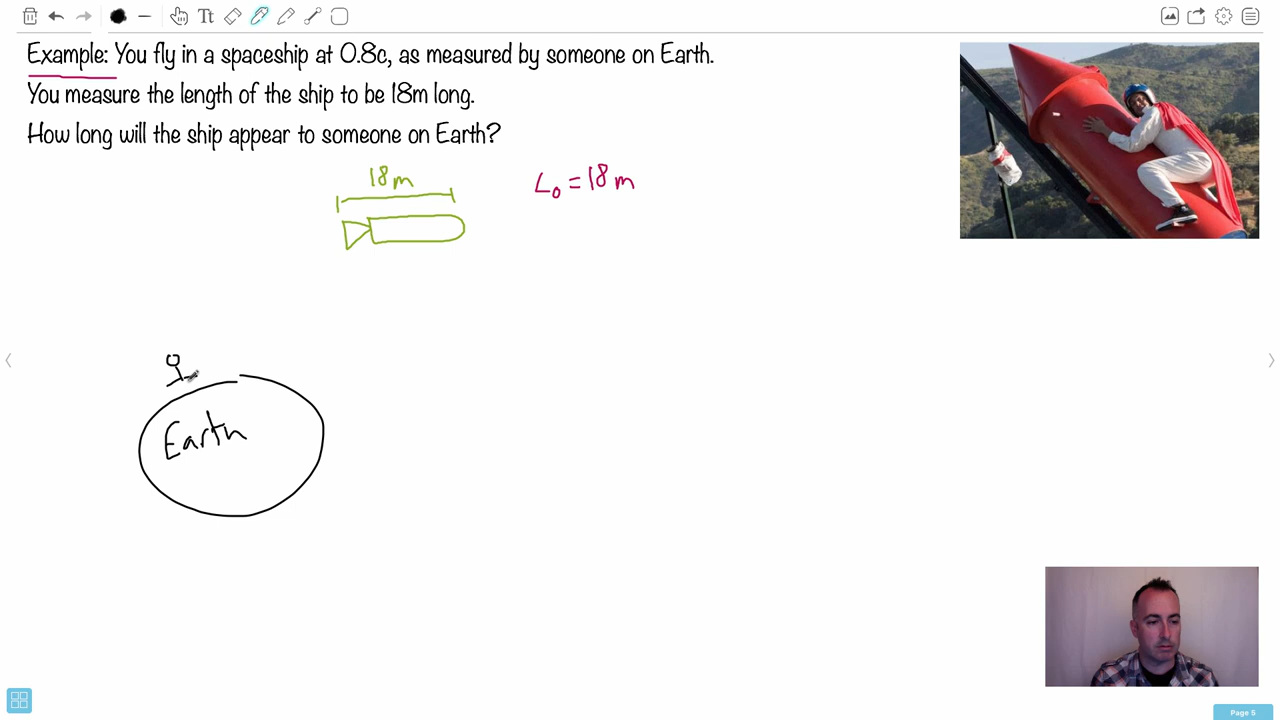 Tt
Example: You fly in a spaceship at 0.8c, as measured by someone on Earth.
You measure the length of the ship to be 18m long.
How long will the ship appear to someone on Earth?
18 m
L₀ = 18 m
Earth
Page 5